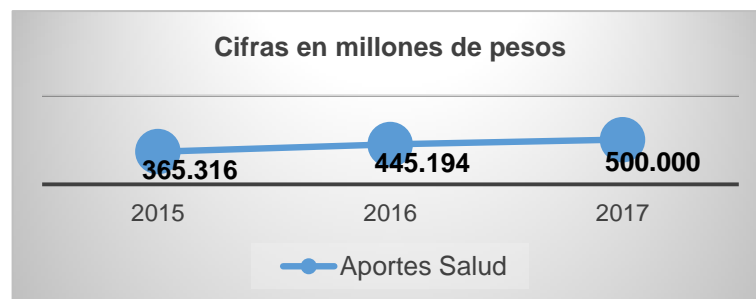 Cifras en millones de pesos
365.316 445.194 500.000
2015 2016 2017
Aportes Salud